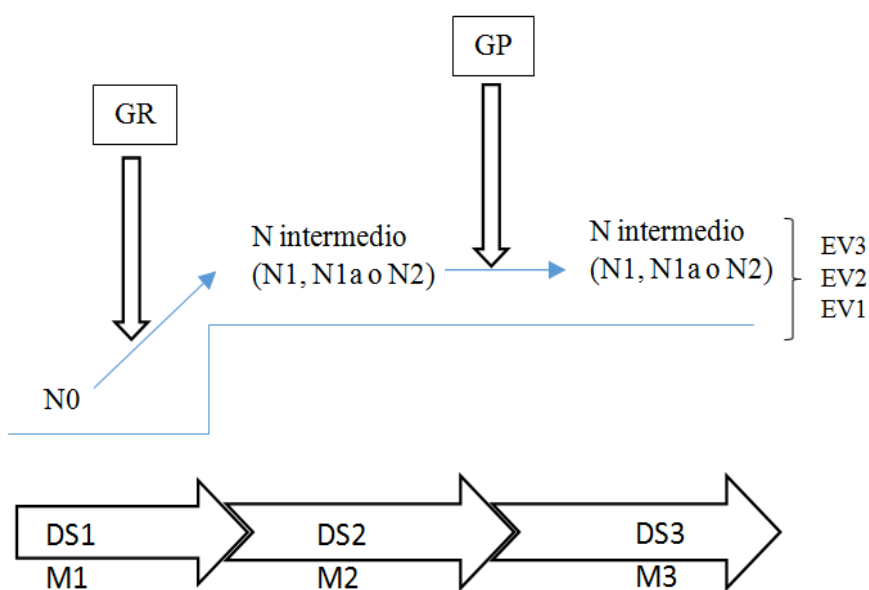 GP
GR
N intermedio
(N1, N1a o N2)
N intermedio
(N1, N1a o N2)
EV3
EV2
EV1
N0
DS1
DS2
DS3
M1
M2
M3